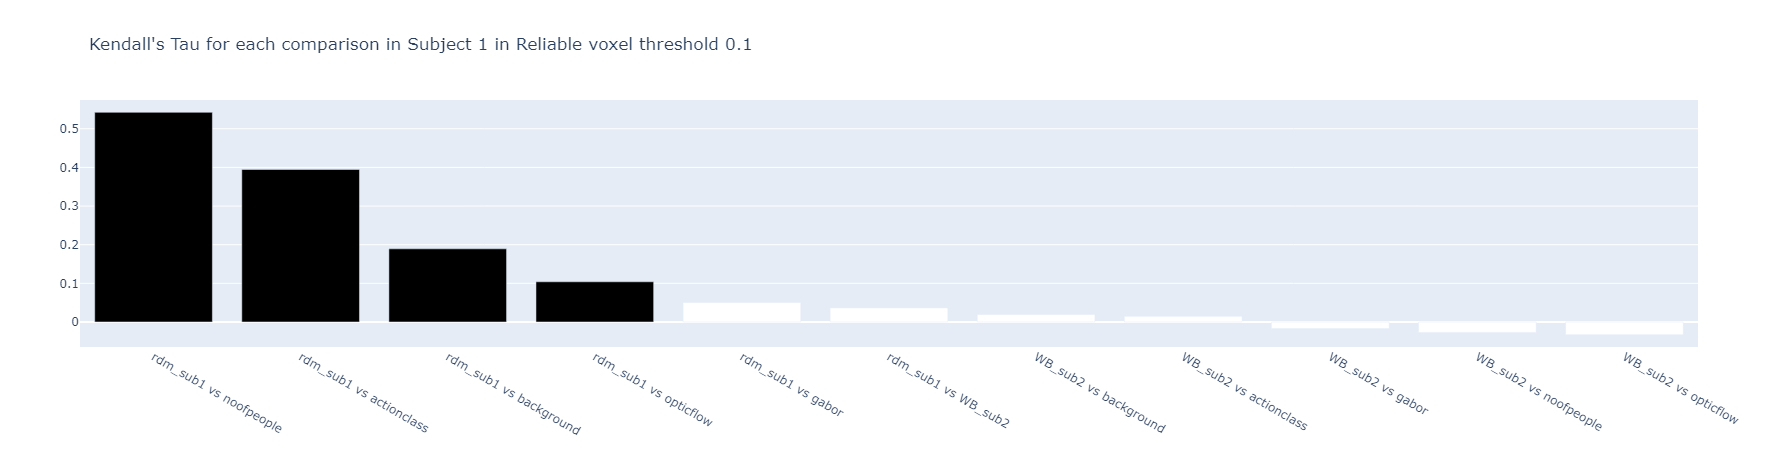 Kendall's Tau for each comparison in Subject 1 in Reliable voxel threshold 0.1
0.5
0.4
0.3
0.2
0.1
0
rdm_sub1 vs noofpeople
rdm_sub1 vs actionclass
rdm_sub1 vs background
rdm_sub1 vs opticflow
rdm_sub1 vs gabor
rdm_sub1 vs WB_sub2
WB_sub2 vs background
WB_sub2 vs actionclass
WB_sub2 vs gabor
WB_sub2 vs noofpeople
WB_sub2 vs opticflow